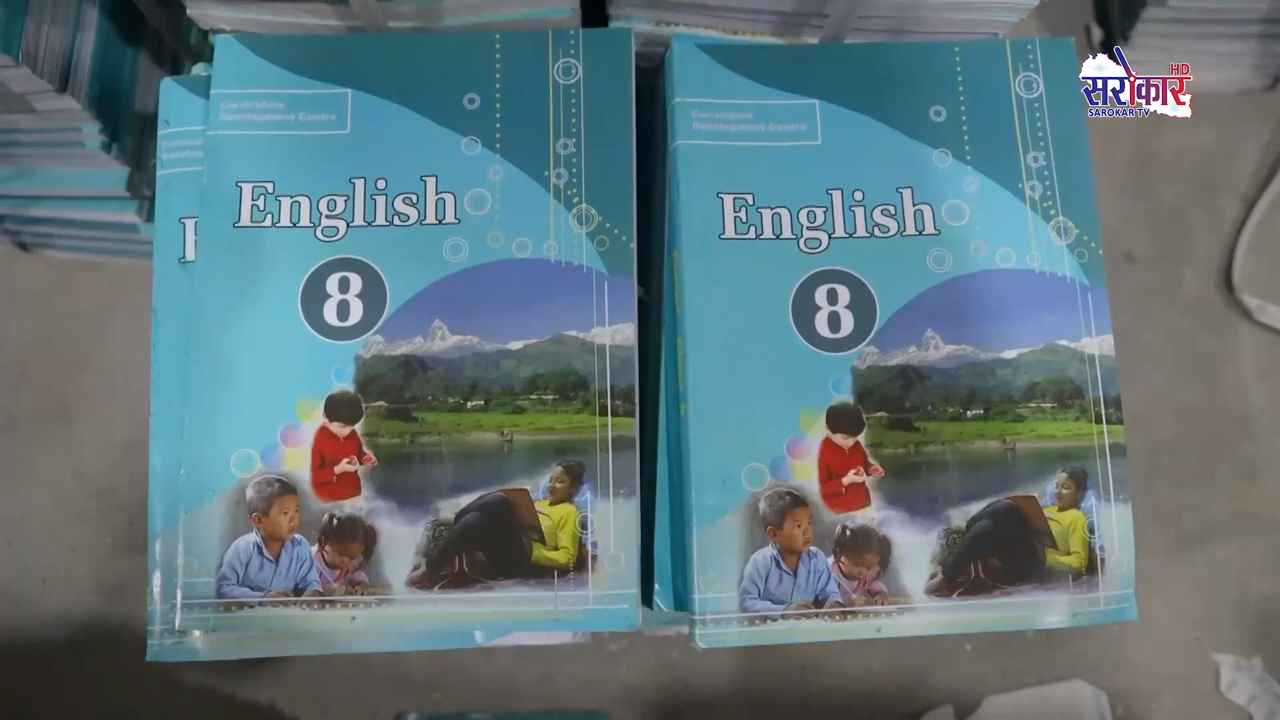 Curriculum
Development Centre
English
8
Curriculum
Development Centre
English
8
सरोकार HD
SAROKAR TV